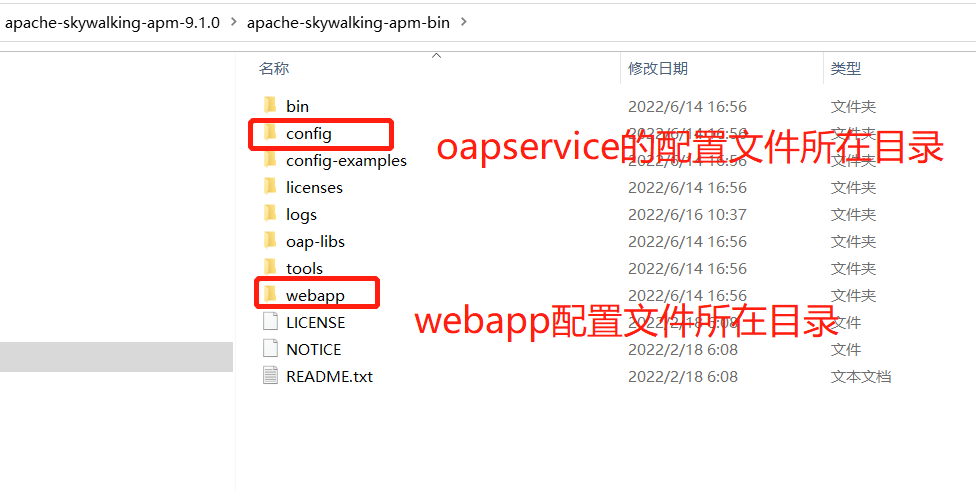 apache-skywalking-apm-9.1.0 > apache-skywalking-apm-bin >
名称 修改日期 类型
bin 2022/6/14 16:56 文件夹
config 2022/6/14 16:56 文件夹
oapservice的配置文件所在目录
config-examples 2022/6/14 16:56 文件夹
licenses 2022/6/14 16:56 文件夹
logs 2022/6/16 10:37 文件夹
oap-libs 2022/6/14 16:56 文件夹
tools 2022/6/14 16:56 文件夹
webapp 2022/6/14 16:56 文件夹
webapp配置文件所在目录
LICENSE 2022/2/18 6:08 文件
NOTICE 2022/2/18 6:08 文件
README.txt 2022/2/18 6:08 文本文档